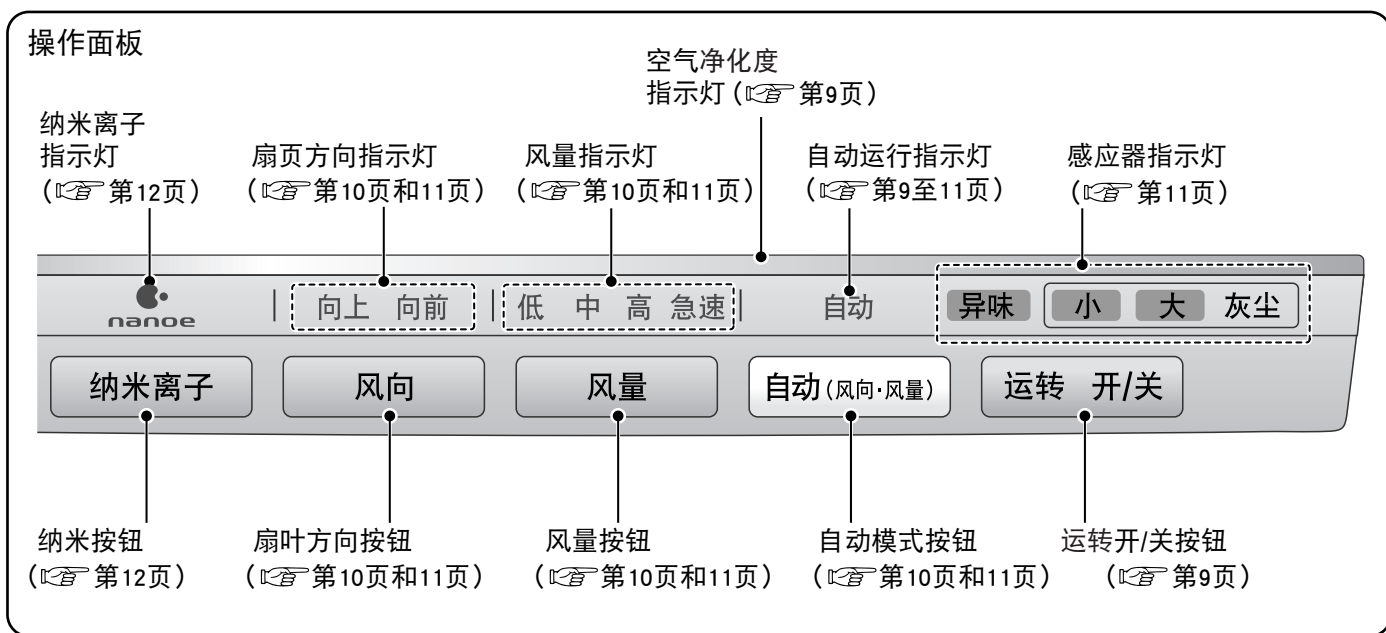 操作面板
空气净化度
指示灯(☞第9页)
纳米离子
指示灯
(☞第12页)
扇页方向指示灯
(☞第10页和11页)
风量指示灯
(☞第10页和11页)
自动运行指示灯
(☞第9至11页)
感应器指示灯
(☞第11页)
nanoe
向上 向前
低 中 高 急速
自动
异味 小 大 灰尘
纳米离子
风向
风量
自动(风向·风量)
运转 开/关
纳米按钮
(☞第12页)
扇叶方向按钮
(☞第10页和11页)
风量按钮
(☞第10页和11页)
自动模式按钮
(☞第10页和11页)
运转开/关按钮
(☞第9页)